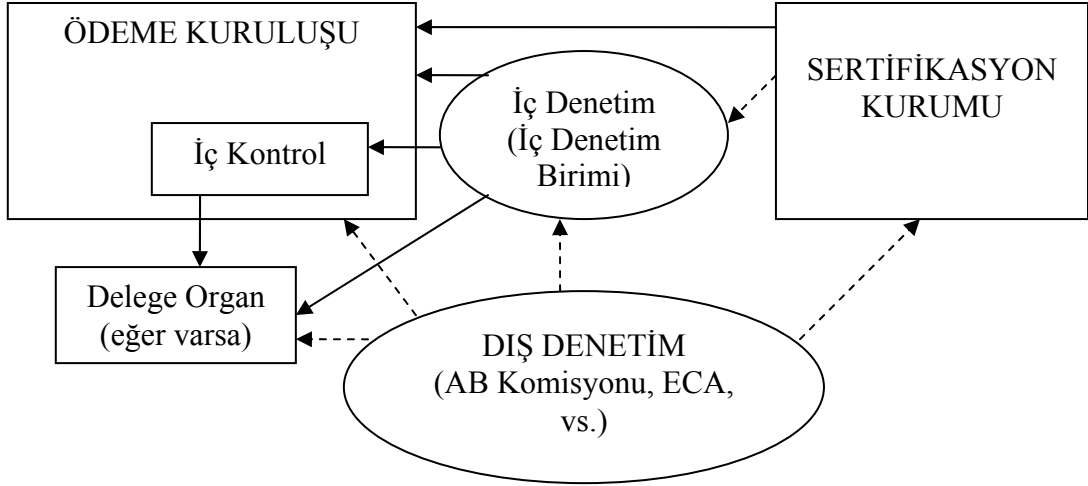 ÖDEME KURULUŞU
İç Kontrol
İç Denetim
(İç Denetim
Birimi)
SERTİFİKASYON
KURUMU
Delege Organ
(eğer varsa)
DIŞ DENETİM
(AB Komisyonu, ECA,
vs.)